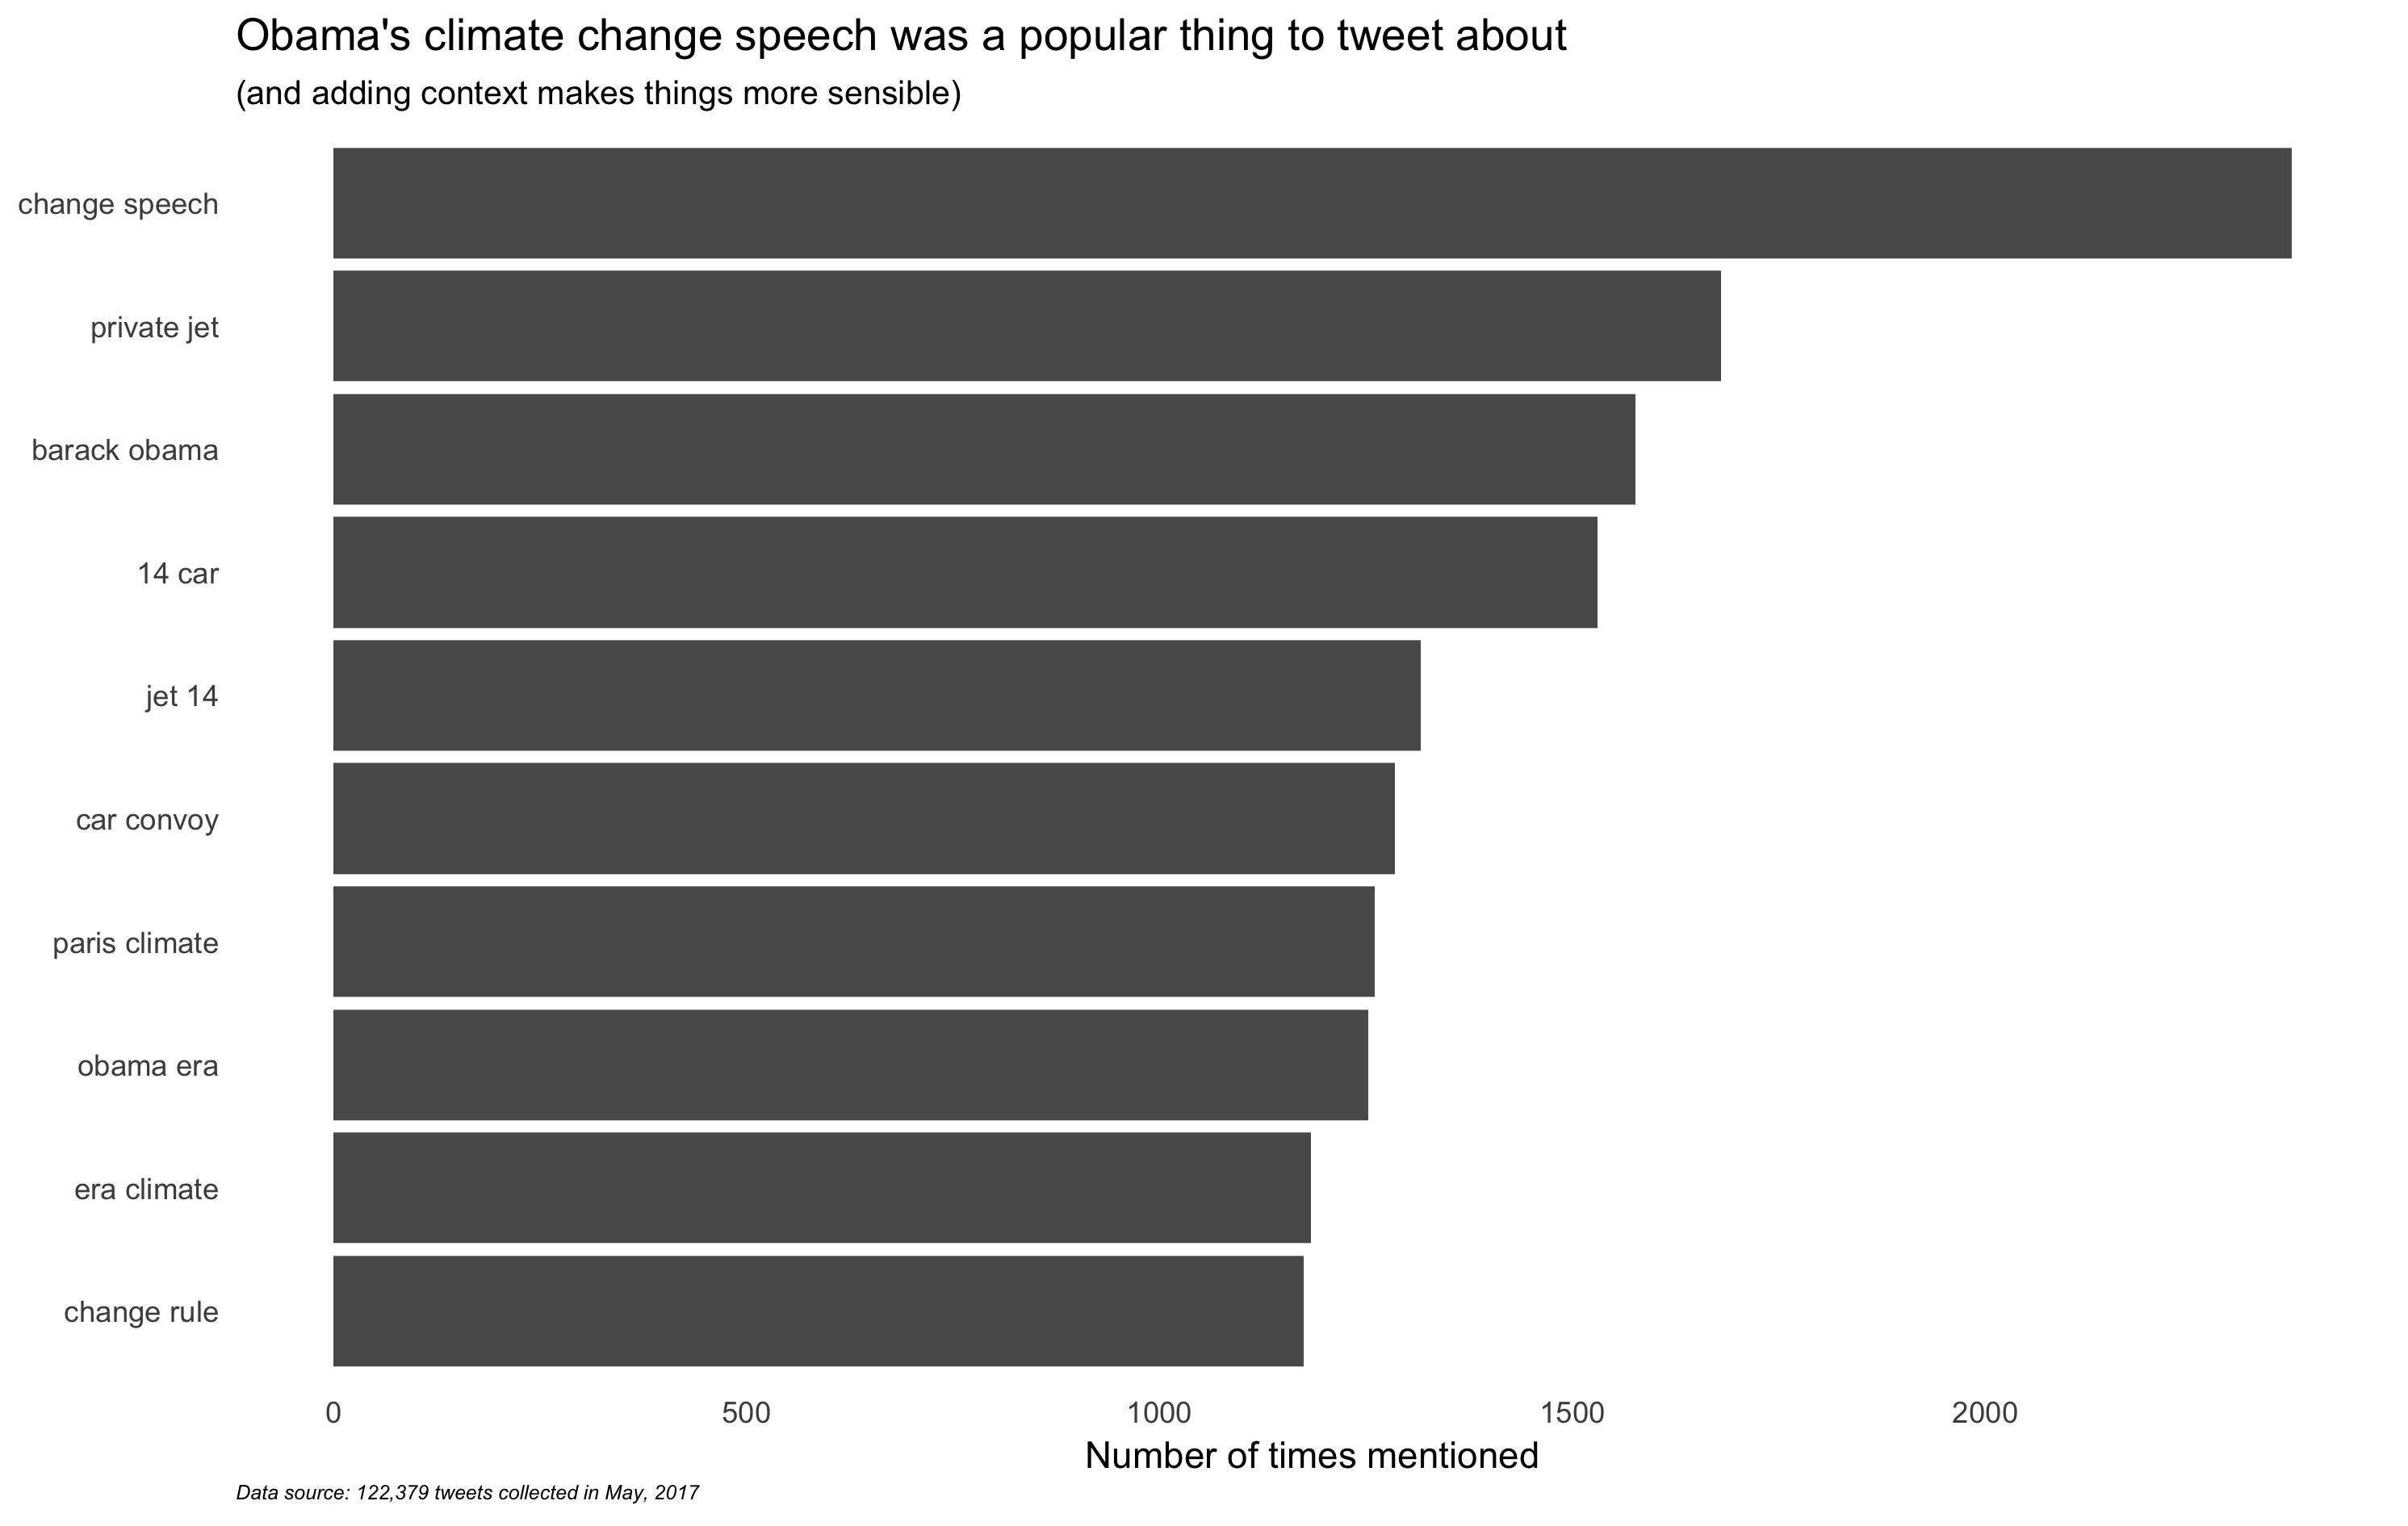 Obama's climate change speech was a popular thing to tweet about
(and adding context makes things more sensible)
change speech
private jet
barack obama
14 car
jet 14
car convoy
paris climate
obama era
era climate
change rule
0 500 1000 1500 2000
Number of times mentioned
Data source: 122,379 tweets collected in May, 2017